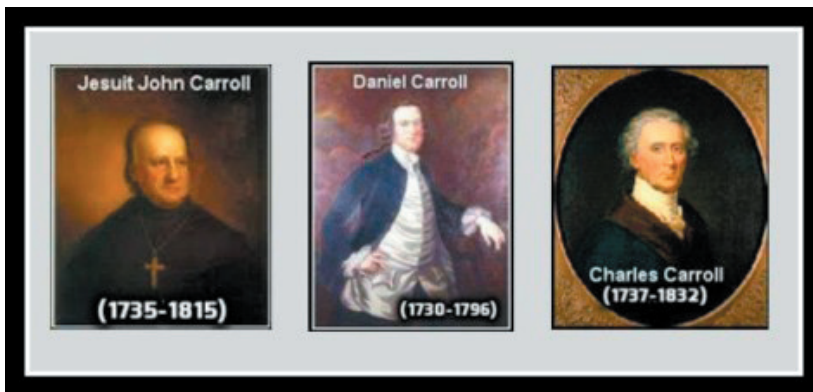 Jesuit John Carroll
(1735-1815)
Daniel Carroll
(1730-1796)
Charles Carroll
(1737-1832)